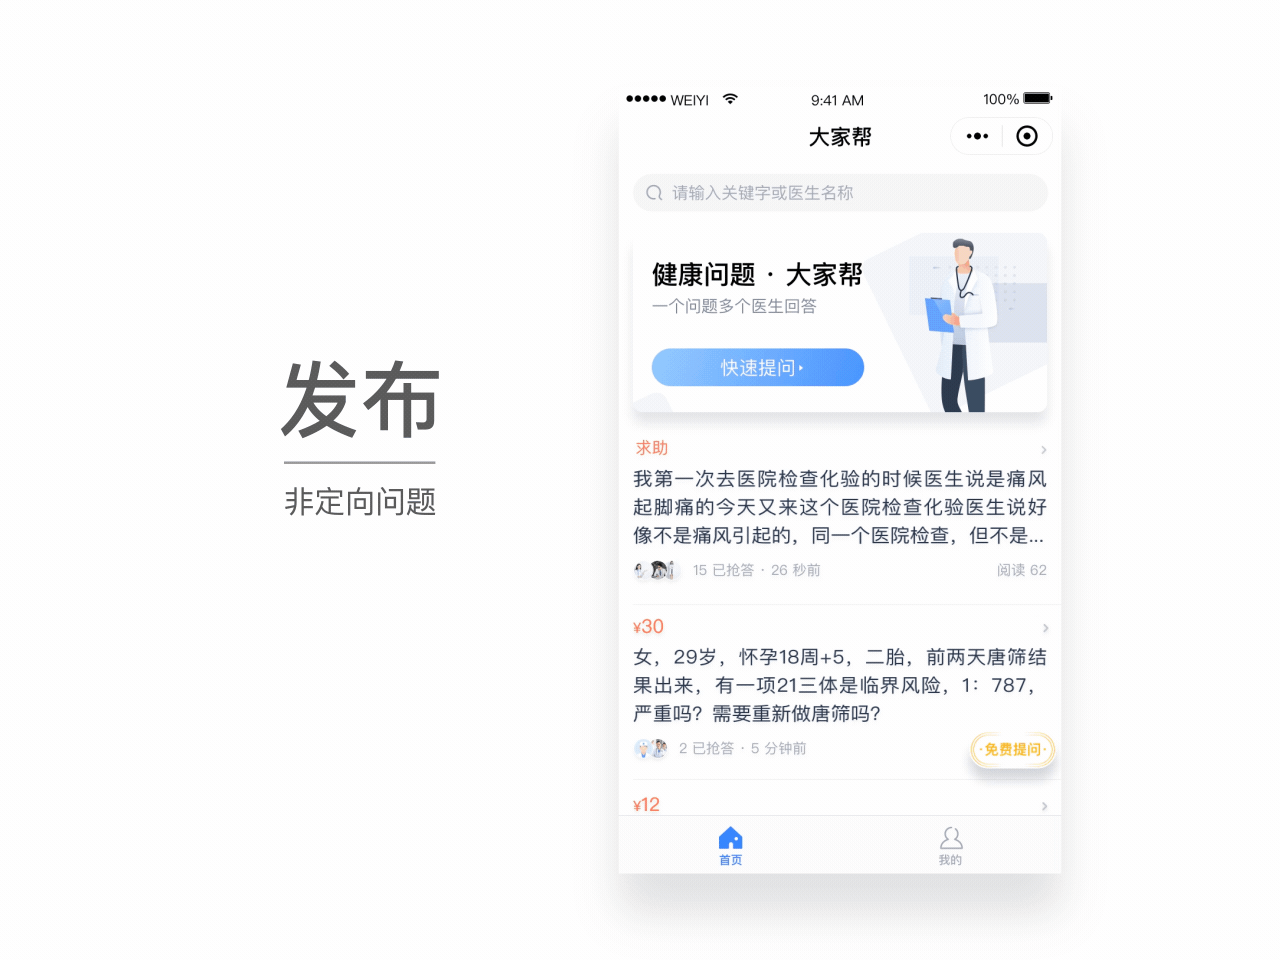 发布
非定向问题
WEIYI
9:41 AM
100%
大家帮
请输入关键字或医生名称
健康问题 · 大家帮
一个问题多个医生回答
快速提问
求助
我第一次去医院检查化验的时候医生说是痛风
起脚痛的今天又来这个医院检查化验医生说好
像不是痛风引起的，同一个医院检查，但不是...
15 已抢答 · 26 秒前
阅读 62
¥30
女，29岁，怀孕18周+5，二胎，前两天唐筛结
果出来，有一项21三体是临界风险，1：787，
严重吗？需要重新做唐筛吗？
2 已抢答 · 5 分钟前
·免费提问·
¥12
首页
我的